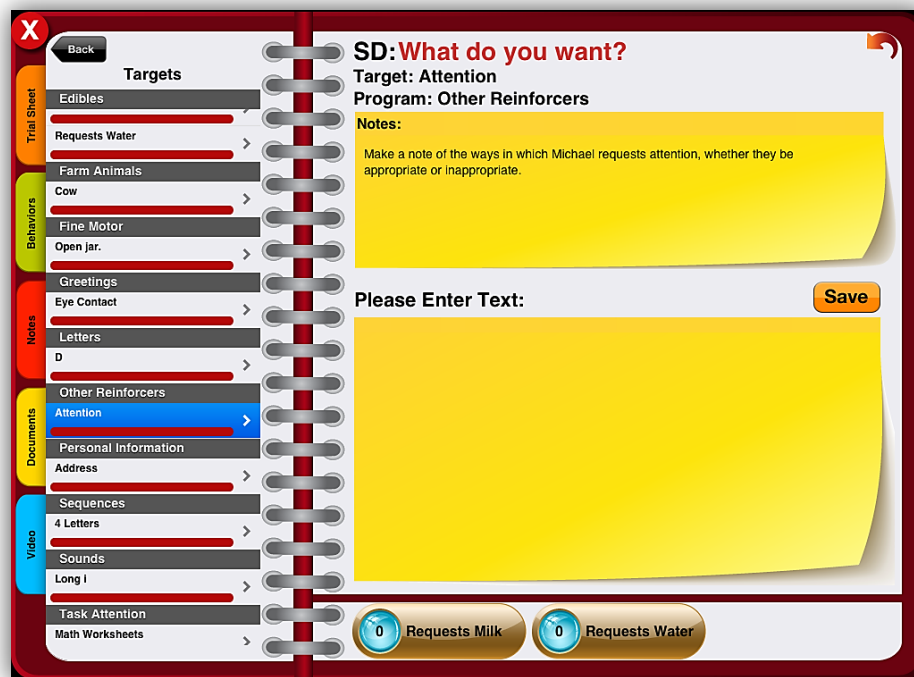 X
Back
Targets
Trial Sheet
Behaviors
Notes
Documents
Video
Edibles
Requests Water
Farm Animals
Cow
Fine Motor
Open jar.
Greetings
Eye Contact
Letters
D
Other Reinforcers
Attention
Personal Information
Address
Sequences
4 Letters
Sounds
Long i
Task Attention
Math Worksheets
SD:What do you want?
Target: Attention
Program: Other Reinforcers
Notes:
Make a note of the ways in which Michael requests attention, whether they be
appropriate or inappropriate.
Please Enter Text:
Save
0 Requests Milk
0 Requests Water